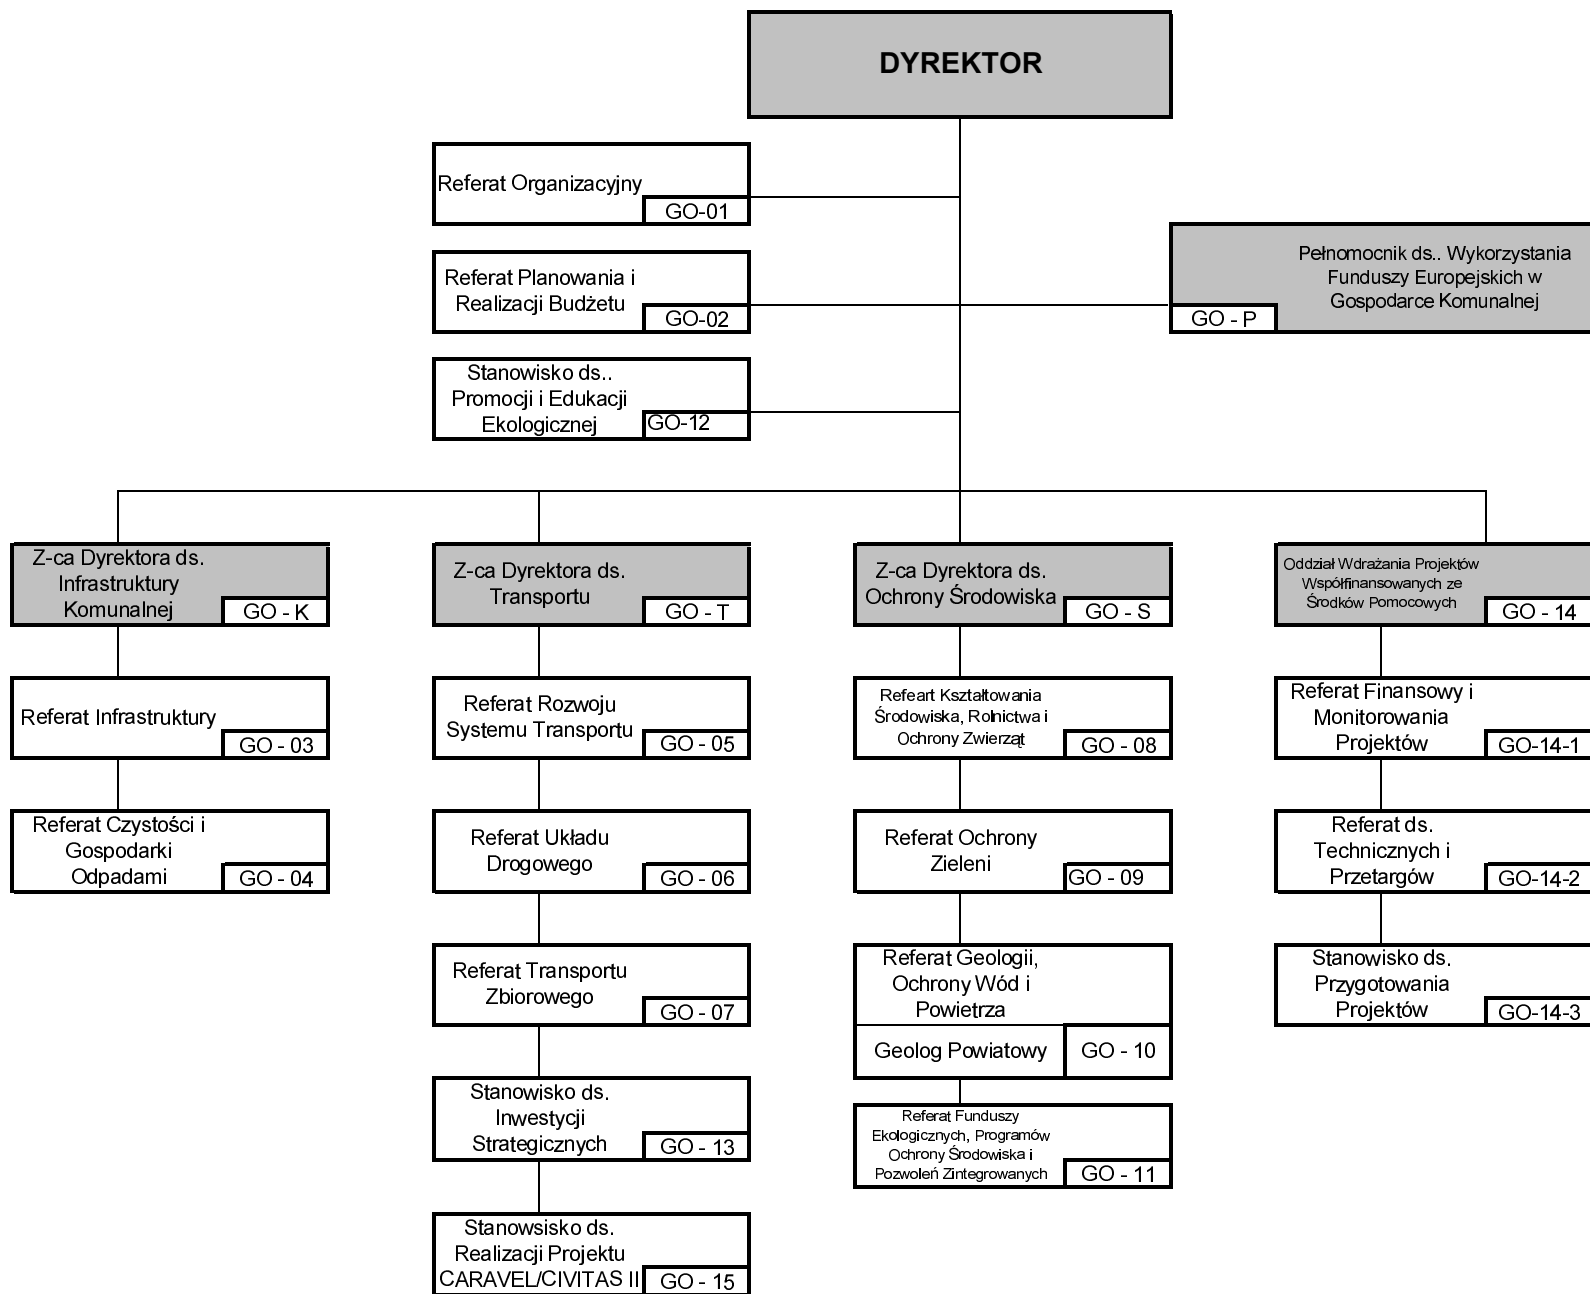 DYREKTOR
Referat Organizacyjny
GO-01
Referat Planowania i
Realizacji Budżetu
GO-02
Pełnomocnik ds.. Wykorzystania
Funduszy Europejskich w
Gospodarce Komunalnej
GO - P
Stanowisko ds..
Promocji i Edukacji
Ekologicznej
GO-12
Z-ca Dyrektora ds.
Infrastruktury
Komunalnej
GO - K
Referat Infrastruktury
GO - 03
Referat Czystości i
Gospodarki
Odpadami
GO - 04
Z-ca Dyrektora ds.
Transportu
GO - T
Referat Rozwoju
Systemu Transportu
GO - 05
Referat Układu
Drogowego
GO - 06
Referat Transportu
Zbiorowego
GO - 07
Stanowisko ds.
Inwestycji
Strategicznych
GO - 13
Stanowsisko ds.
Realizacji Projektu
CARAVEL/CIVITAS II
GO - 15
Z-ca Dyrektora ds.
Ochrony Środowiska
GO - S
Refeart Kształtowania
Środowiska, Rolnictwa i
Ochrony Zwierząt
GO - 08
Referat Ochrony
Zieleni
GO - 09
Referat Geologii,
Ochrony Wód i
Powietrza
Geolog Powiatowy
GO - 10
Referat Funduszy
Ekologicznych, Programów
Ochrony Środowiska i
Pozwoleń Zintegrowanych
GO - 11
Oddział Wdrażania Projektów
Współfinansowanych ze
Środków Pomocowych
GO - 14
Referat Finansowy i
Monitorowania
Projektów
GO-14-1
Referat ds.
Technicznych i
Przetargów
GO-14-2
Stanowisko ds.
Przygotowania
Projektów
GO-14-3